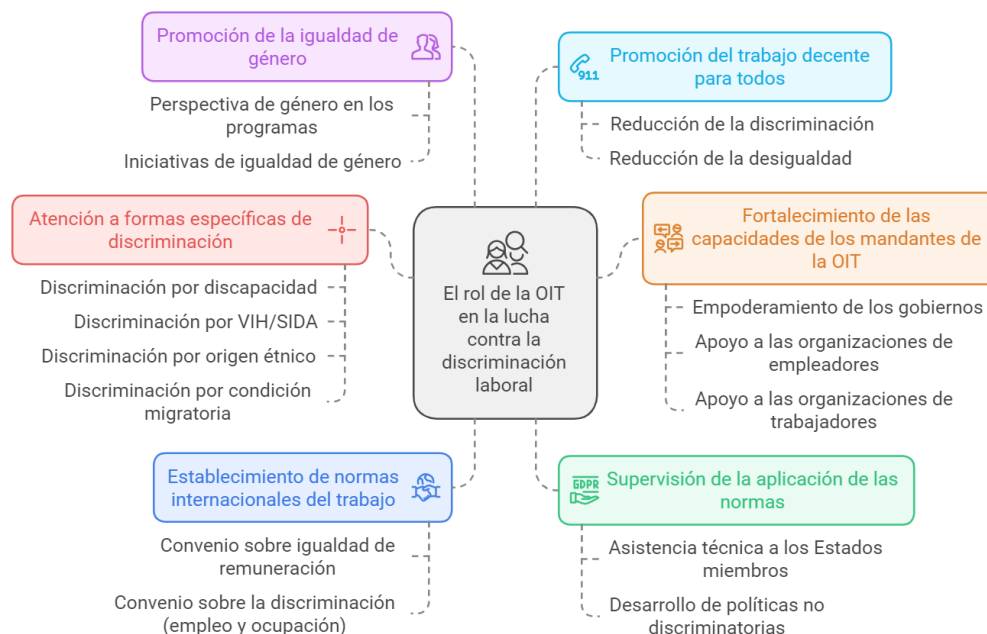 Promoción de la igualdad de
género
Perspectiva de género en los
programas
Iniciativas de igualdad de género
Promoción del trabajo decente
para todos
911
Reducción de la discriminación
Reducción de la desigualdad
Atención a formas específicas de
discriminación
Discriminación por discapacidad
Discriminación por VIH/SIDA
Discriminación por origen étnico
Discriminación por condición
migratoria
El rol de la OIT
en la lucha
contra la
discriminación
laboral
Fortalecimiento de las
capacidades de los mandantes de
la OIT
Empoderamiento de los gobiernos
Apoyo a las organizaciones de
empleadores
Apoyo a las organizaciones de
trabajadores
Establecimiento de normas
internacionales del trabajo
Convenio sobre igualdad de
remuneración
Convenio sobre la discriminación
(empleo y ocupación)
GDPR
Supervisión de la aplicación de las
normas
Asistencia técnica a los Estados
miembros
Desarrollo de políticas no
discriminatorias